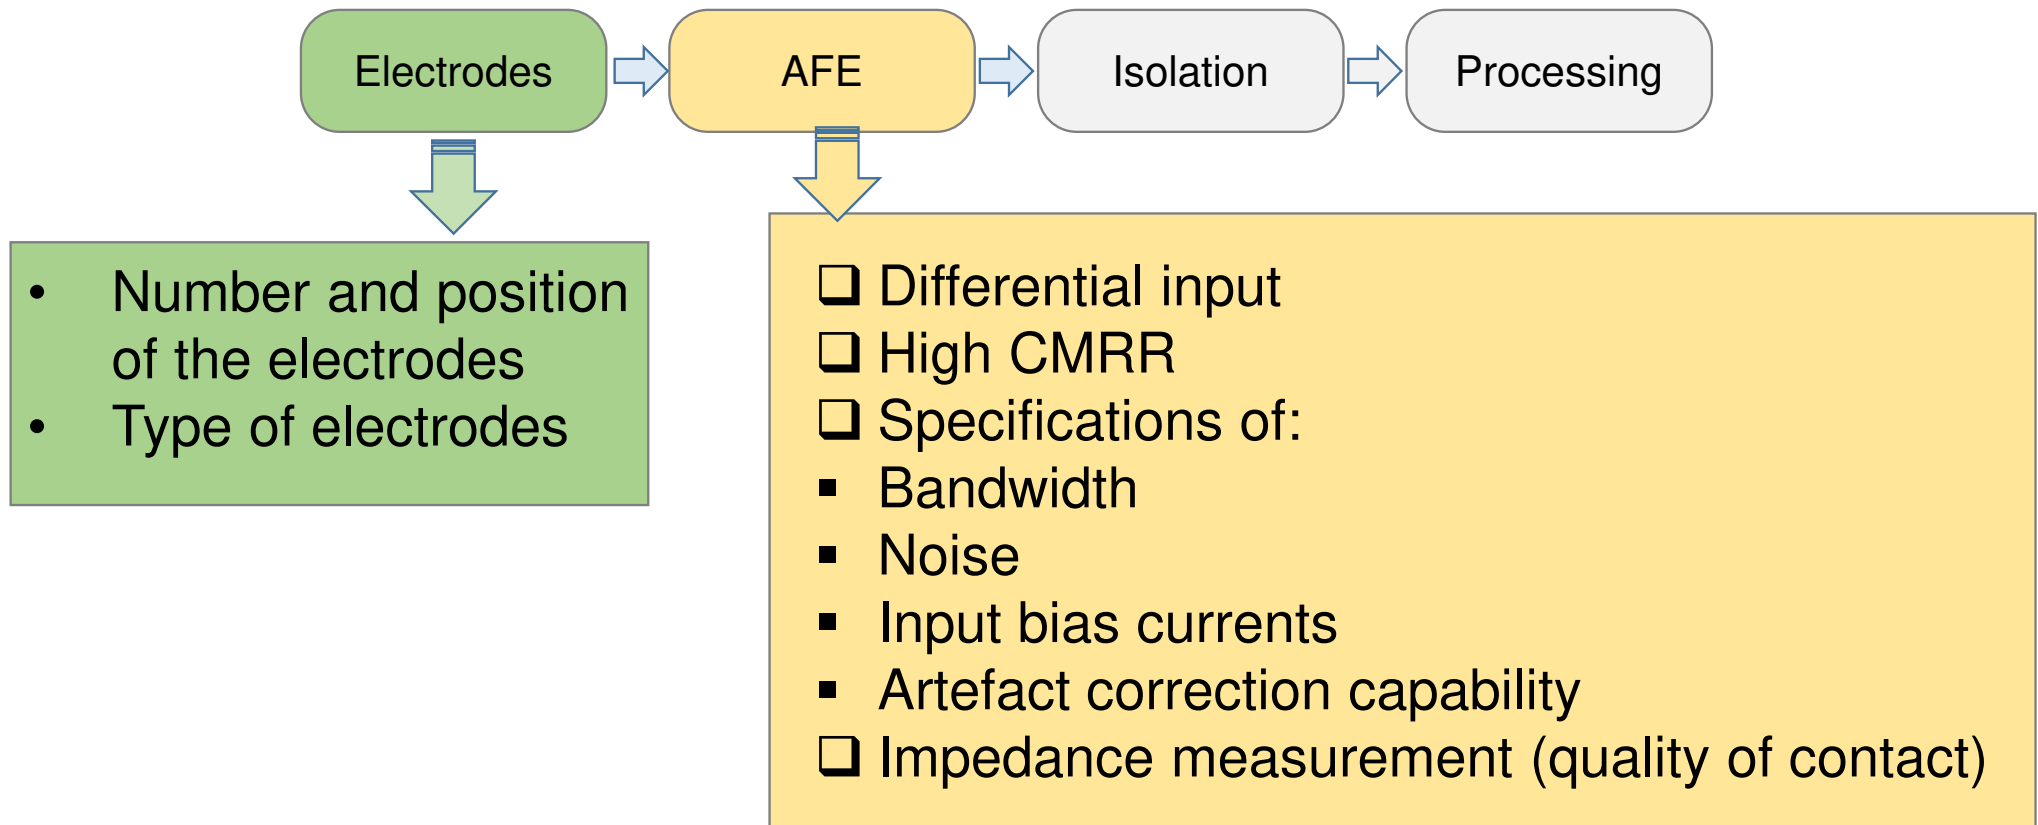 Electrodes
AFE
Isolation
Processing
• Number and position
of the electrodes
• Type of electrodes
❑ Differential input
❑ High CMRR
❑ Specifications of:
▪ Bandwidth
▪ Noise
▪ Input bias currents
▪ Artefact correction capability
❑ Impedance measurement (quality of contact)